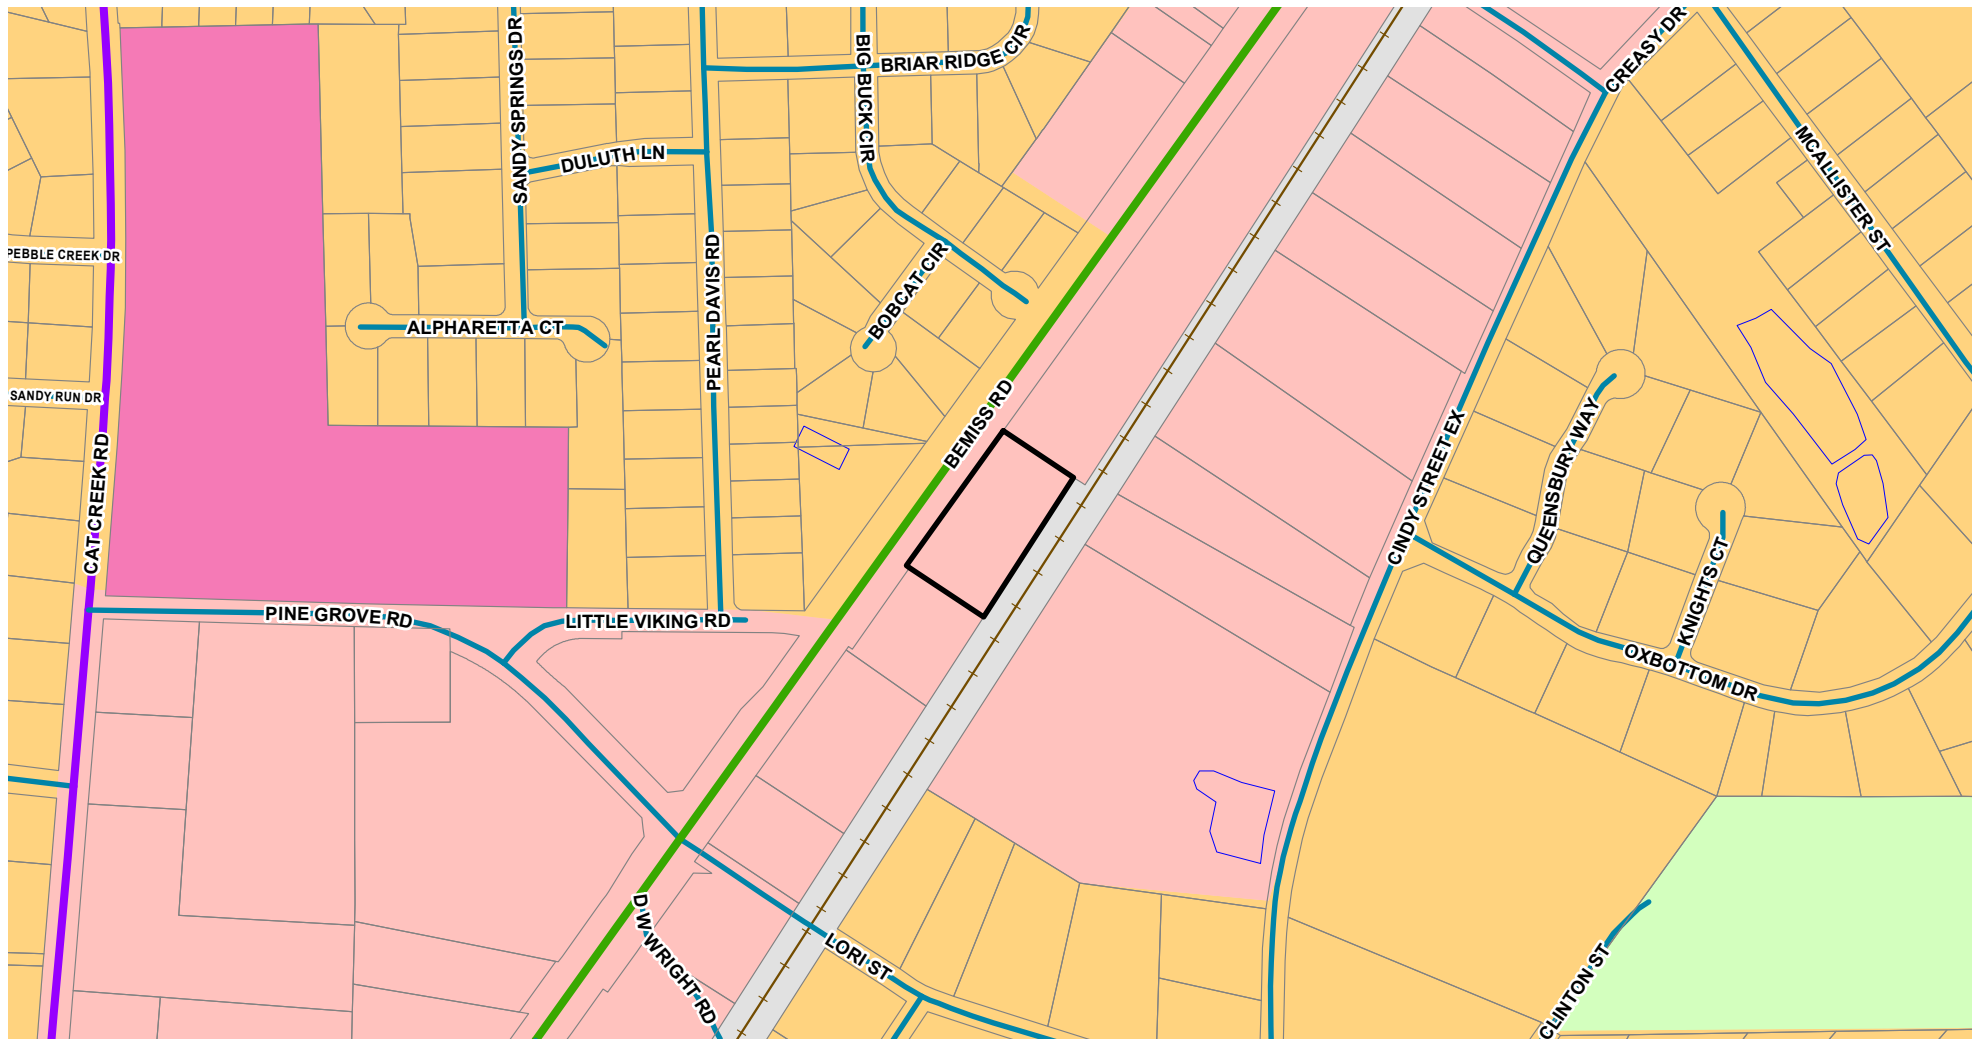 SANDY SPRINGS DR
BIG BUCK CIR
BRIAR RIDGE CIR
CREASY DR
DULUTH LN
MCALLISTER ST
PEBBLE CREEK DR
BOBCAT CIR
PEARL DAVIS RD
ALPHARETTA CT
SANDY RUN DR
BEMISS RD
CAT CREEK RD
CINDY STREET EX
QUEENSBURY WAY
KNIGHTS CT
PINE GROVE RD
LITTLE VIKING RD
OXBOTTOM DR
D W WRIGHT RD
LORI ST
CLINTON ST